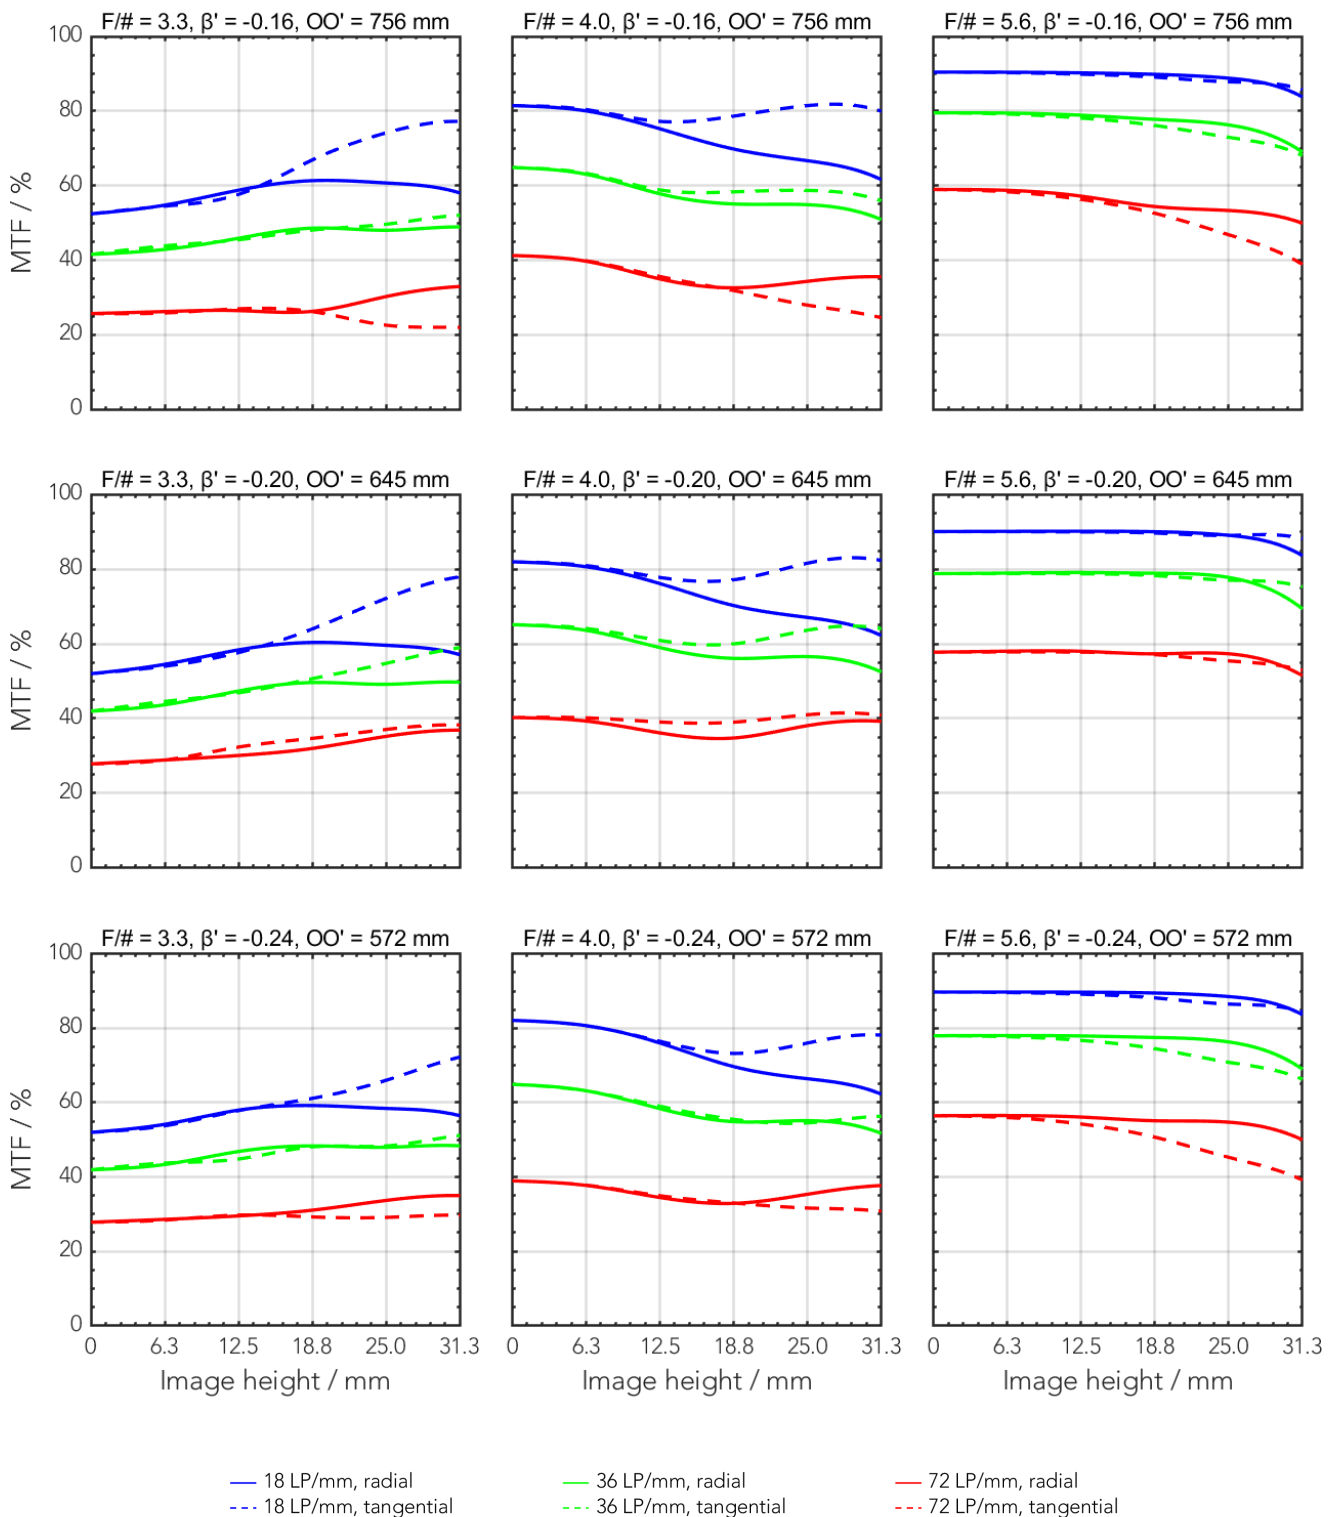 F/# = 3.3, β' = -0.16, OO' = 756 mm
F/# = 4.0, β' = -0.16, OO' = 756 mm
F/# = 5.6, β' = -0.16, OO' = 756 mm
100
80
60
40
20
0
MTF / %
F/# = 3.3, β' = -0.20, OO' = 645 mm
F/# = 4.0, β' = -0.20, OO' = 645 mm
F/# = 5.6, β' = -0.20, OO' = 645 mm
100
80
60
40
20
0
MTF / %
F/# = 3.3, β' = -0.24, OO' = 572 mm
F/# = 4.0, β' = -0.24, OO' = 572 mm
F/# = 5.6, β' = -0.24, OO' = 572 mm
100
80
60
40
20
0
MTF / %
0 6.3 12.5 18.8 25.0 31.3
0 6.3 12.5 18.8 25.0 31.3
0 6.3 12.5 18.8 25.0 31.3
Image height / mm
Image height / mm
Image height / mm
18 LP/mm, radial
18 LP/mm, tangential
36 LP/mm, radial
36 LP/mm, tangential
72 LP/mm, radial
72 LP/mm, tangential